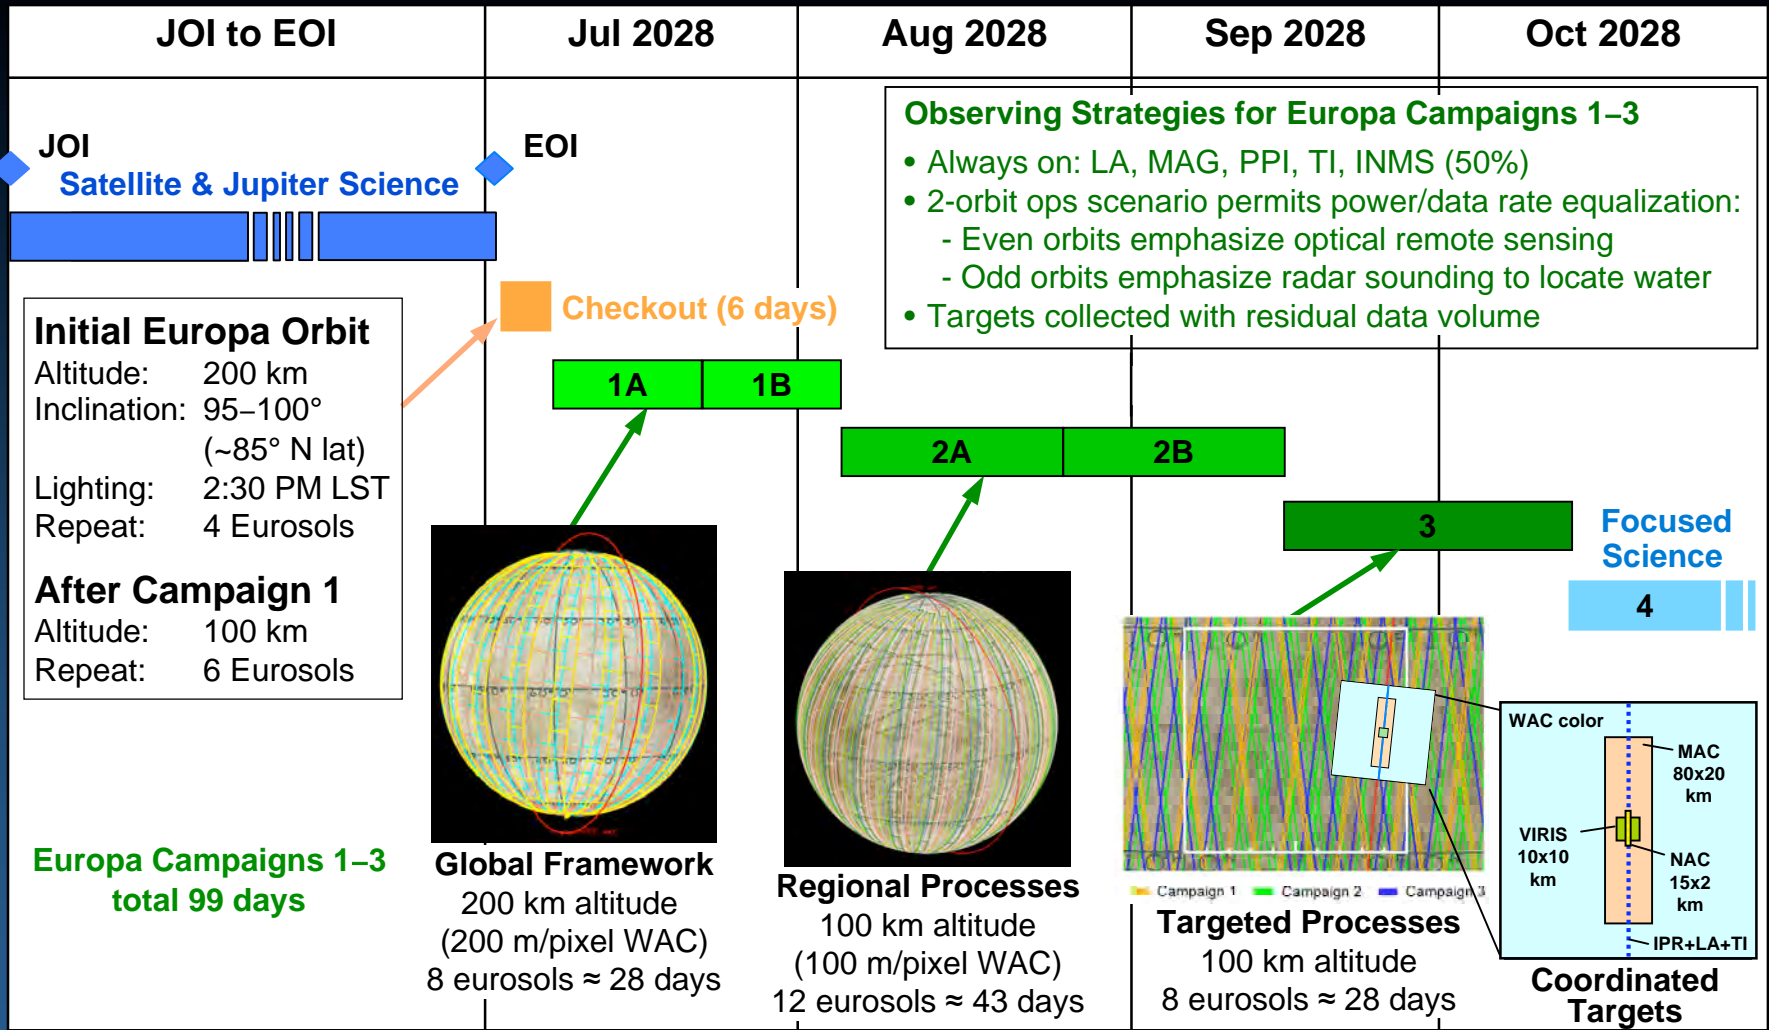 JOI to EOI
Jul 2028
Aug 2028
Sep 2028
Oct 2028
JOI
EOI
Satellite & Jupiter Science
Observing Strategies for Europa Campaigns 1–3
• Always on: LA, MAG, PPI, TI, INMS (50%)
• 2-orbit ops scenario permits power/data rate equalization:
- Even orbits emphasize optical remote sensing
- Odd orbits emphasize radar sounding to locate water
• Targets collected with residual data volume
Checkout (6 days)
Initial Europa Orbit
Altitude: 200 km
Inclination: 95–100°
(~85° N lat)
Lighting: 2:30 PM LST
Repeat: 4 Eurosols
After Campaign 1
Altitude: 100 km
Repeat: 6 Eurosols
1A
1B
2A
2B
3
Focused
Science
4
Europa Campaigns 1–3
total 99 days
Global Framework
200 km altitude
(200 m/pixel WAC)
8 eurosols ≈ 28 days
Regional Processes
100 km altitude
(100 m/pixel WAC)
12 eurosols ≈ 43 days
Campaign 1
Campaign 2
Campaign 3
Targeted Processes
100 km altitude
8 eurosols ≈ 28 days
WAC color
MAC
80x20
km
VIRIS
10x10
km
NAC
15x2
km
IPR+LA+TI
Coordinated
Targets